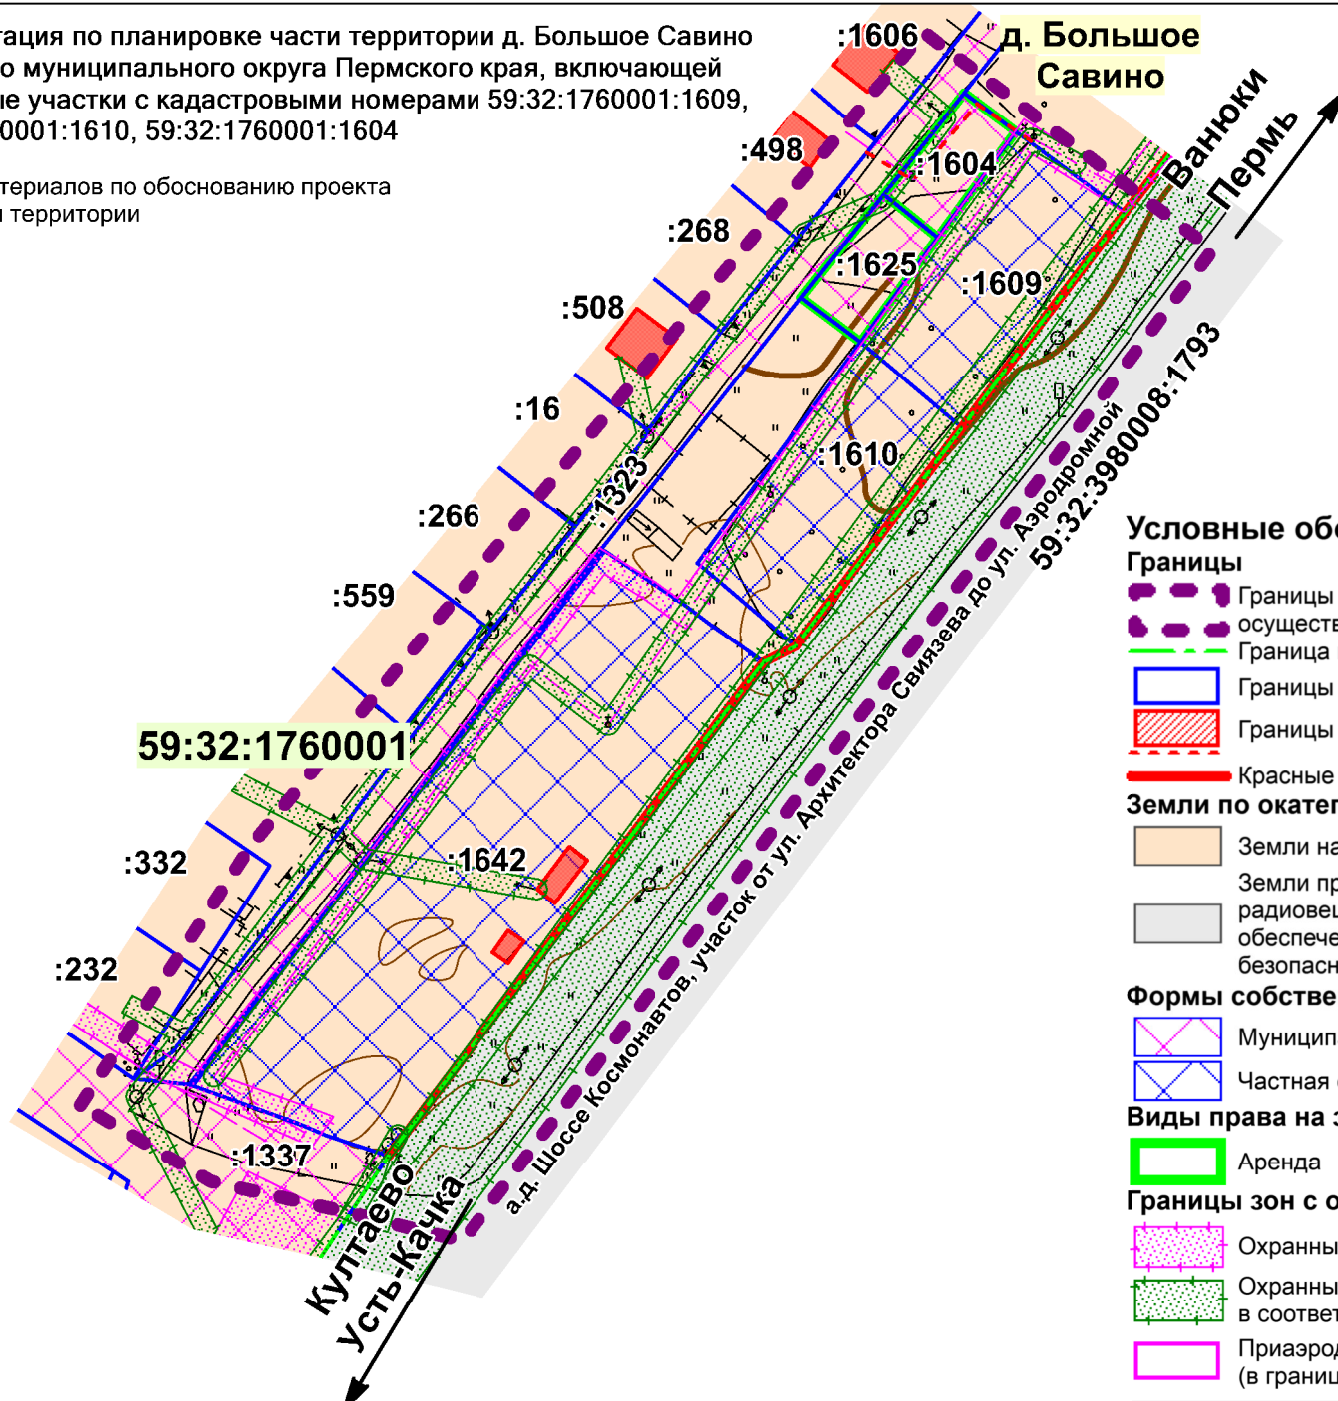 тация по планировке части территории д. Большое Савино
о муниципального округа Пермского края, включающей
ые участки с кадастровыми номерами 59:32:1760001:1609,
0001:1610, 59:32:1760001:1604
атериалов по обоснованию проекта
и территории
:1606
д. Большое
Савино
Ванюки
Пермь
:498
:1604
:268
:1625
:1609
:508
:16
:1610
:1323
:266
:559
59:32:3980008:1793
а.д. Шоссе Космонавтов, участок от ул. Архитектора Свиязева до ул. Аэродромной
59:32:1760001
:332
:1642
:232
:1337
Култаево
Усть-Качка
Условные обо
Границы
Границы
осуществ
Граница
Границы
Границы
Красные
Земли по окатег
Земли на
Земли пр
радиовещ
обеспече
безопасн
Формы собстве
Муницип
Частная
Виды права на з
Аренда
Границы зон с о
Охранны
Охранны
в соответ
Приаэрод
(в границ